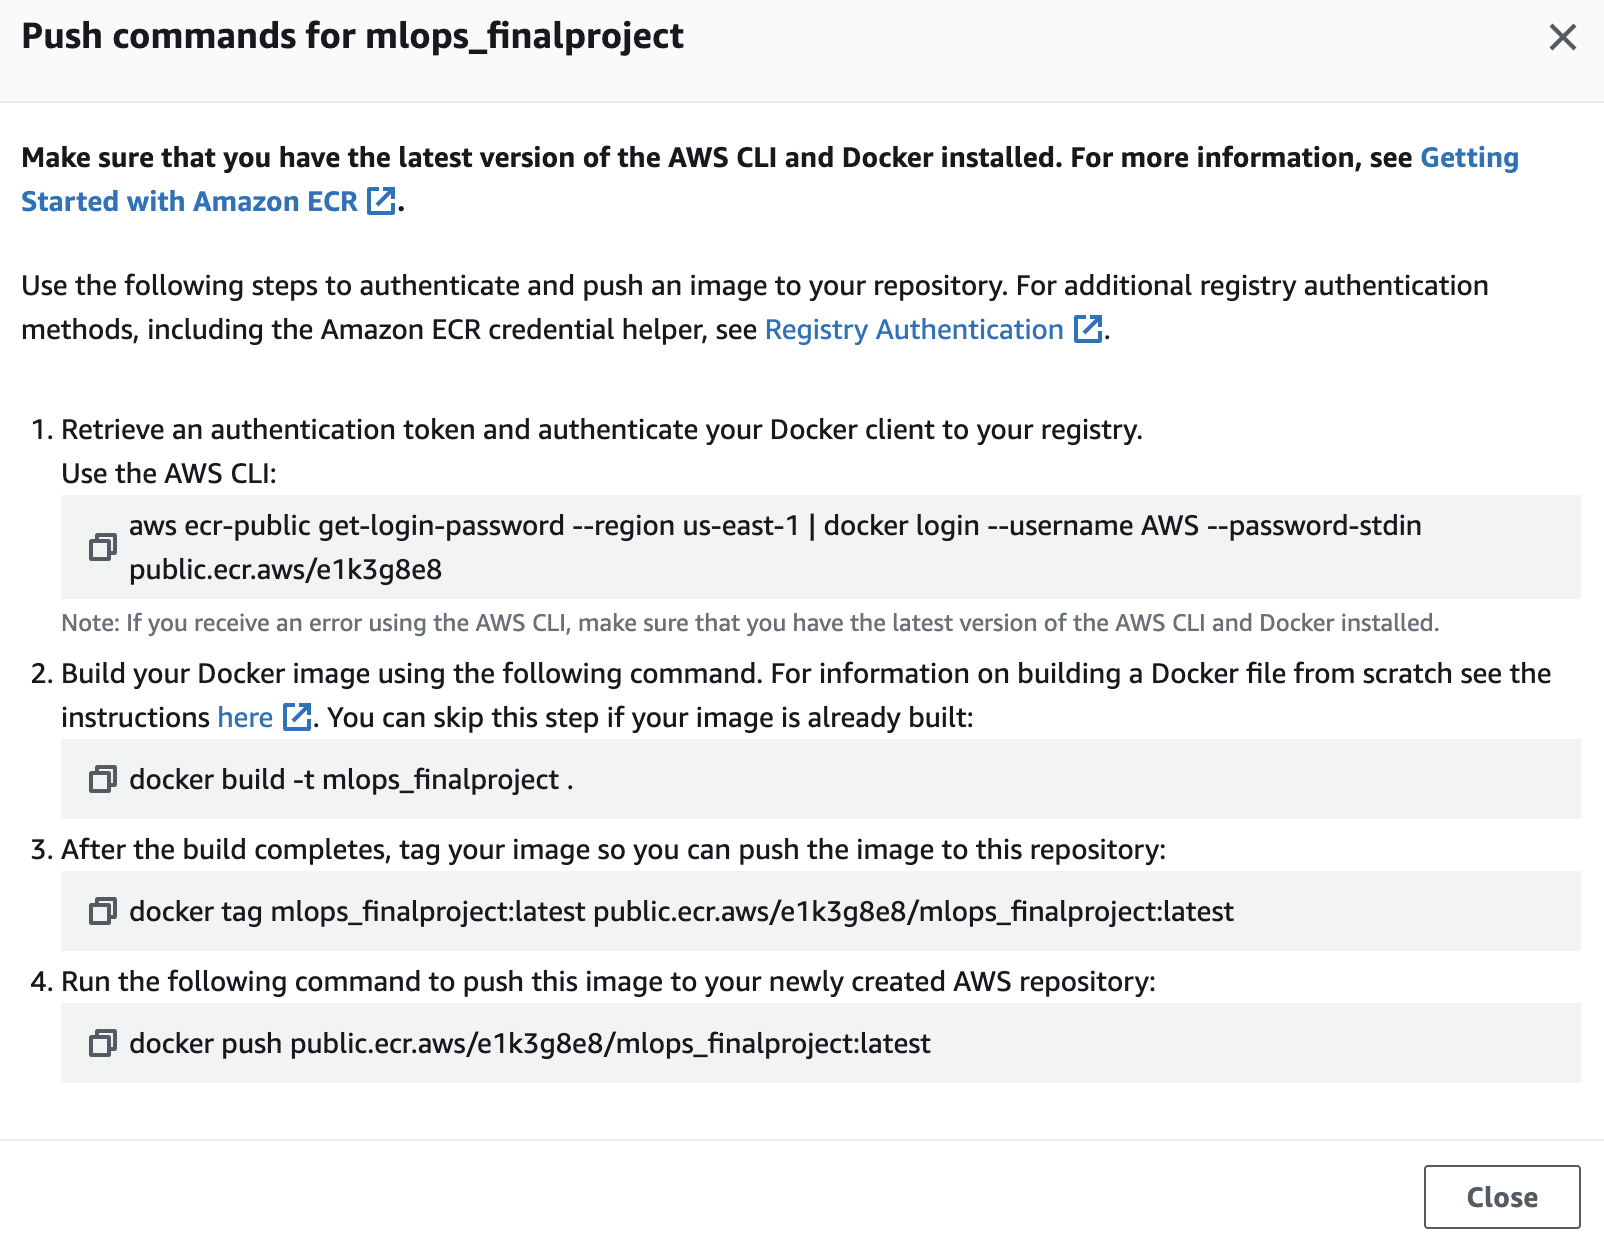 Push commands for mlops_finalproject
Make sure that you have the latest version of the AWS CLI and Docker installed. For more information, see Getting
Started with Amazon ECR.
Use the following steps to authenticate and push an image to your repository. For additional registry authentication
methods, including the Amazon ECR credential helper, see Registry Authentication.
1. Retrieve an authentication token and authenticate your Docker client to your registry.
Use the AWS CLI:
aws ecr-public get-login-password --region us-east-1 | docker login --username AWS --password-stdin
public.ecr.aws/e1k3g8e8
Note: If you receive an error using the AWS CLI, make sure that you have the latest version of the AWS CLI and Docker installed.
2. Build your Docker image using the following command. For information on building a Docker file from scratch see the
instructions here. You can skip this step if your image is already built:
docker build -t mlops_finalproject .
3. After the build completes, tag your image so you can push the image to this repository:
docker tag mlops_finalproject:latest public.ecr.aws/e1k3g8e8/mlops_finalproject:latest
4. Run the following command to push this image to your newly created AWS repository:
docker push public.ecr.aws/e1k3g8e8/mlops_finalproject:latest
Close